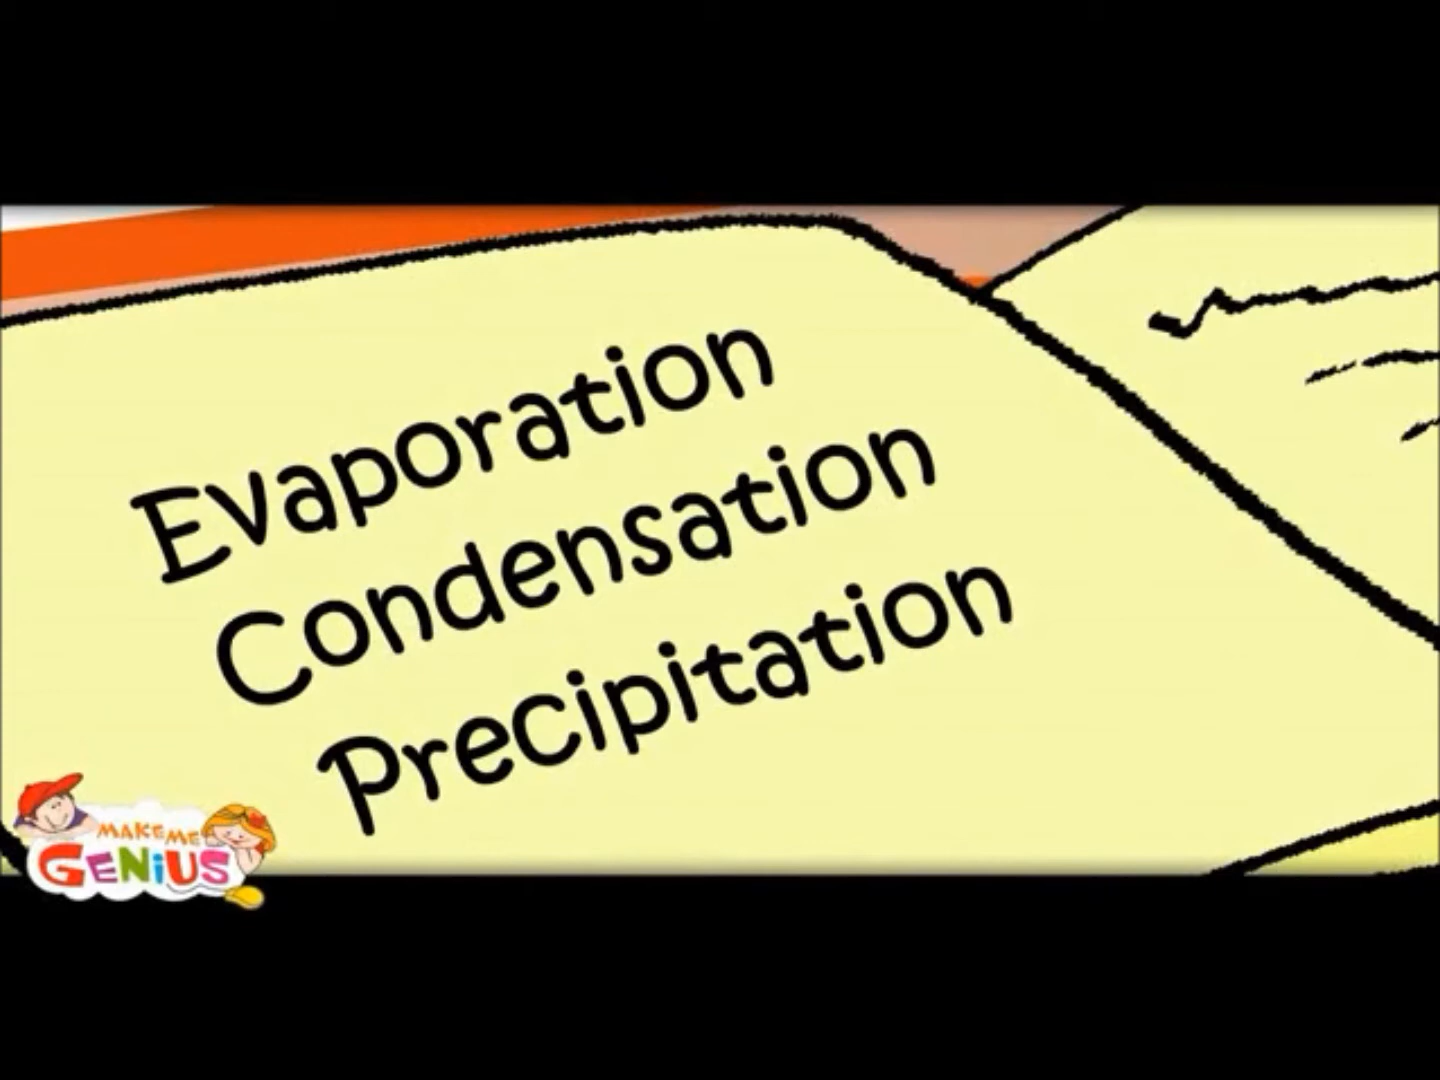 Evaporation
Condensation
Precipitation
MAKE ME
GENiUS